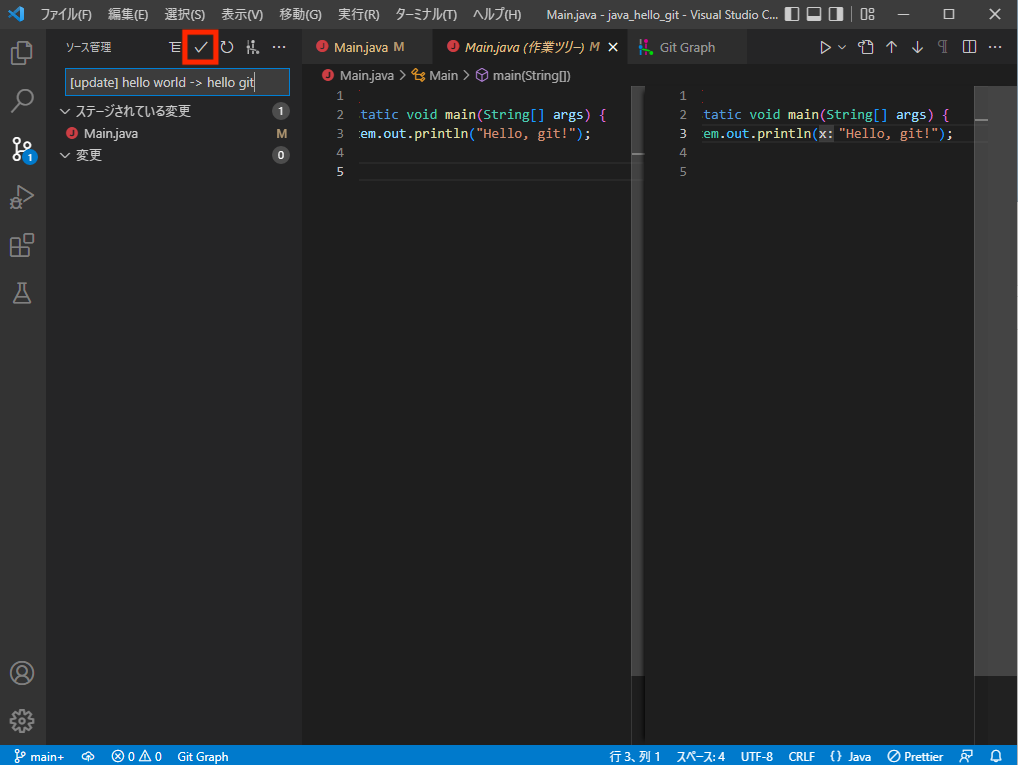 ファイル(F) 編集(E) 選択(S) 表示(V) 移動(G) 実行(R) ターミナル(T) ヘルプ(H) Main.java - java_hello_git - Visual Studio C...
ソース管理
[update] hello world -> hello git
ステージされている変更 1
Main.java M
変更 0
1
Main.java M
Main.java (作業ツリー) M
Git Graph
Main.java > Main > main(String[])
1
2 tatic void main(String[] args) {
3 em.out.println("Hello, git!");
4
5
1
2 tatic void main(String[] args) {
3 em.out.println(x: "Hello, git!");
4
5
main+ 0 0 Git Graph 行 3、列 1 スペース: 4 UTF-8 CRLF {} Java Prettier